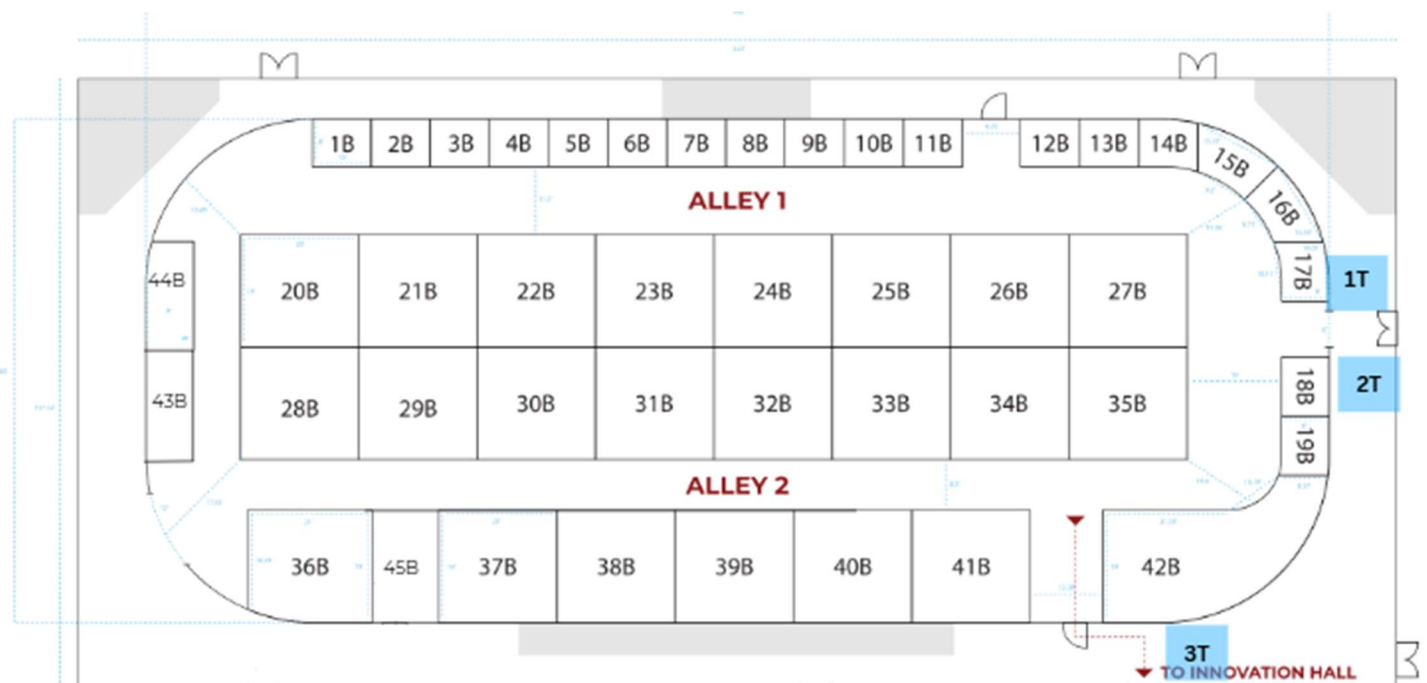 1B 2B 3B 4B 5B 6B 7B 8B 9B 10B 11B 12B 13B 14B 15B
16B
ALLEY 1
44B 17B 1T
20B 21B 22B 23B 24B 25B 26B 27B
43B 28B 29B 30B 31B 32B 33B 34B 35B 18B 2T
19B
ALLEY 2
36B 45B 37B 38B 39B 40B 41B 42B
3T
TO INNOVATION HALL